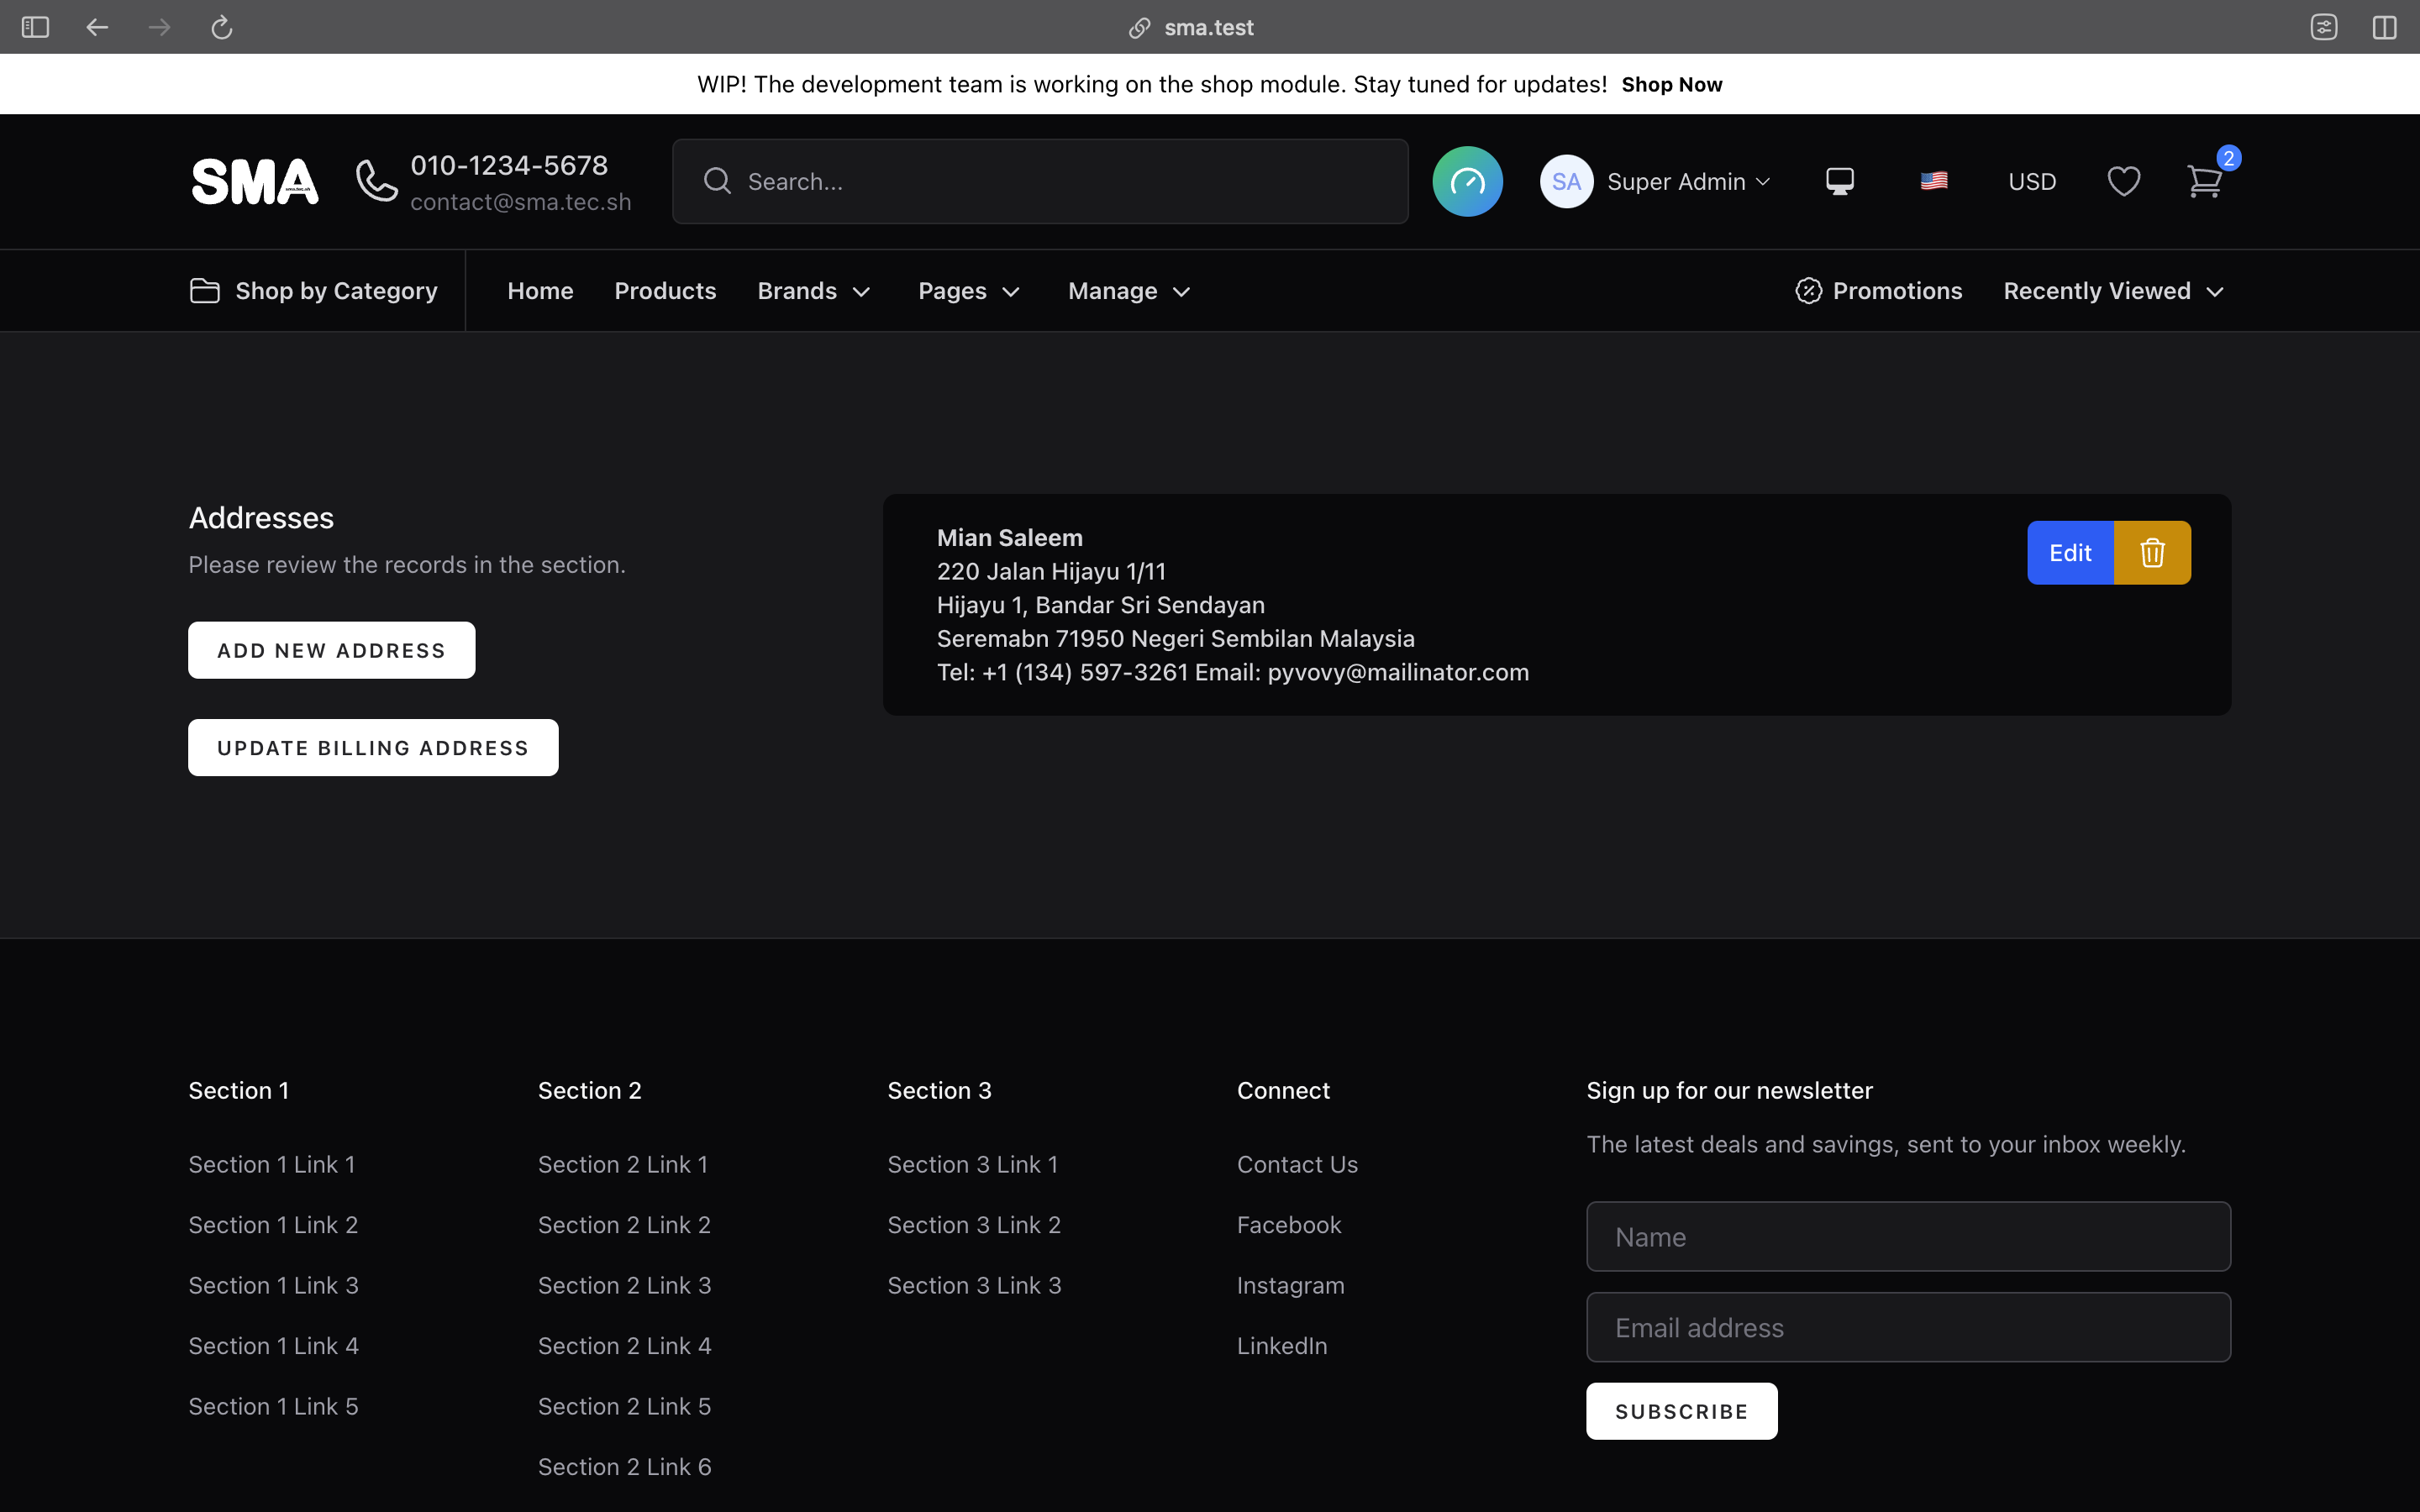 sma.test
WIP! The development team is working on the shop module. Stay tuned for updates! Shop Now
SMA
010-1234-5678
contact@sma.tec.sh
Search...
SA
Super Admin
USD
2
Shop by Category
Home
Products
Brands
Pages
Manage
Promotions
Recently Viewed
Addresses
Please review the records in the section.
ADD NEW ADDRESS
UPDATE BILLING ADDRESS
Mian Saleem
220 Jalan Hijayu 1/11
Hijayu 1, Bandar Sri Sendayan
Seremabn 71950 Negeri Sembilan Malaysia
Tel: +1 (134) 597-3261 Email: pyvovy@mailinator.com
Edit
Section 1
Section 1 Link 1
Section 1 Link 2
Section 1 Link 3
Section 1 Link 4
Section 1 Link 5
Section 2
Section 2 Link 1
Section 2 Link 2
Section 2 Link 3
Section 2 Link 4
Section 2 Link 5
Section 2 Link 6
Section 3
Section 3 Link 1
Section 3 Link 2
Section 3 Link 3
Connect
Contact Us
Facebook
Instagram
LinkedIn
Sign up for our newsletter
The latest deals and savings, sent to your inbox weekly.
Name
Email address
SUBSCRIBE